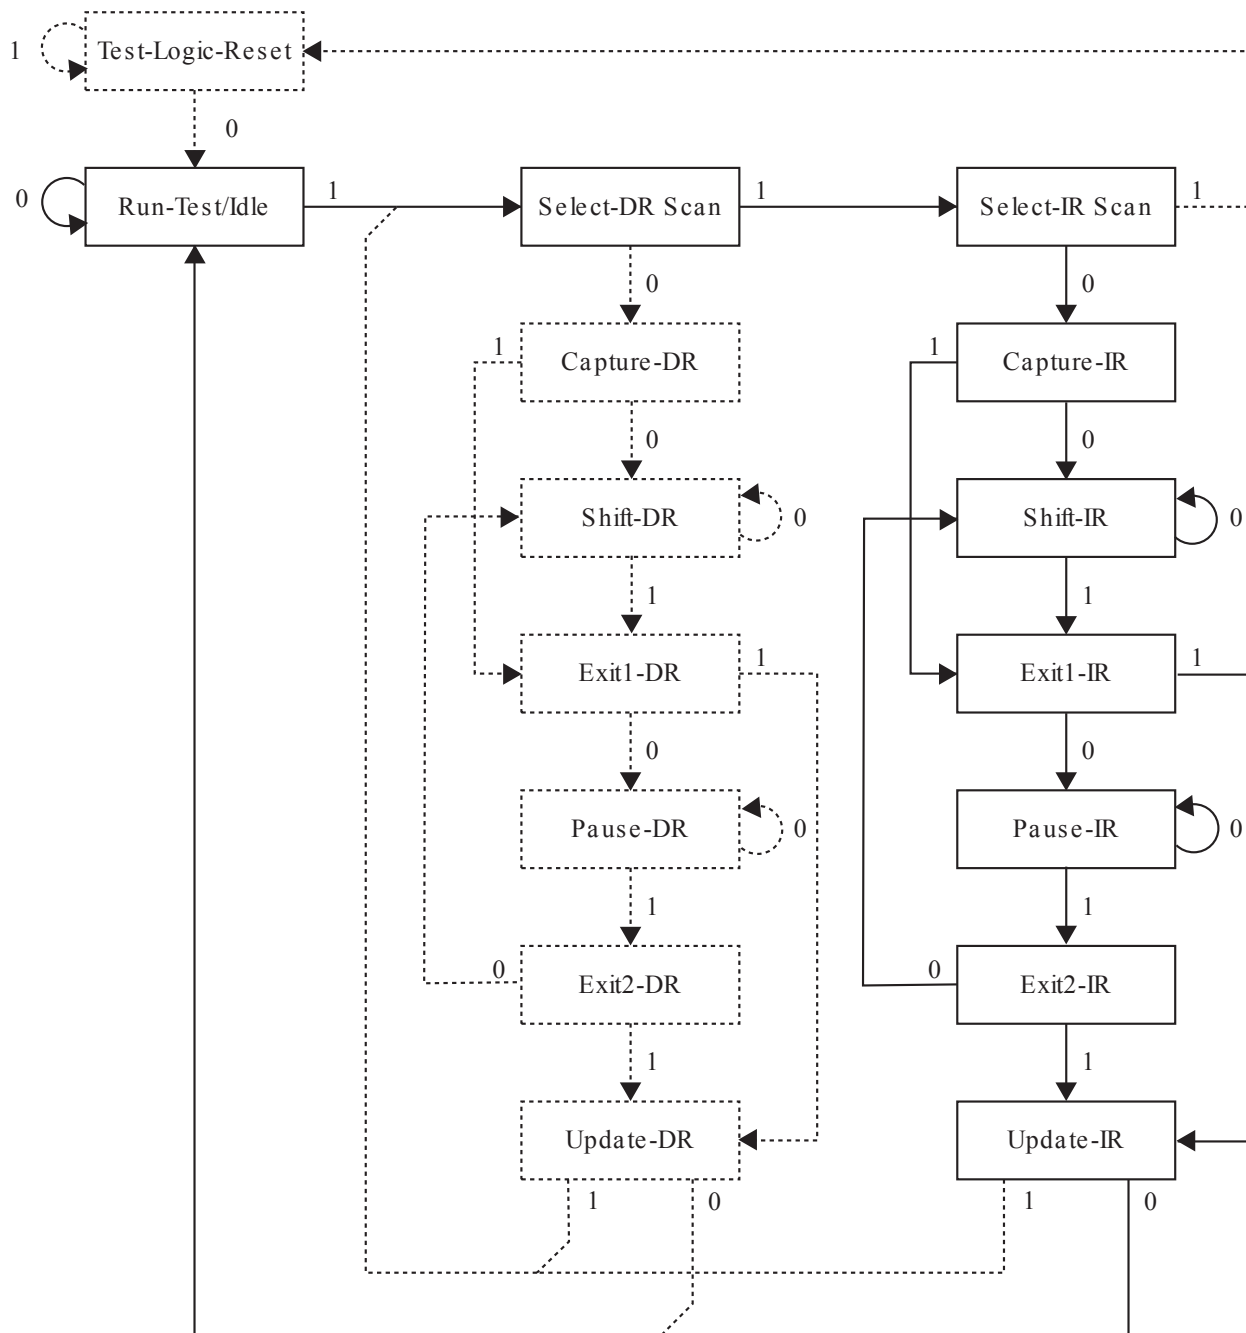 1
Test-Logic-Reset
0
0
Run-Test/Idle
1
Select-DR Scan
1
Select-IR Scan
1
0
0
1
Capture-DR
1
Capture-IR
0
0
Shift-DR
0
Shift-IR
0
1
1
Exit1-DR
1
Exit1-IR
1
0
0
Pause-DR
0
Pause-IR
0
1
1
0
Exit2-DR
0
Exit2-IR
1
1
Update-DR
Update-IR
1
0
1
0